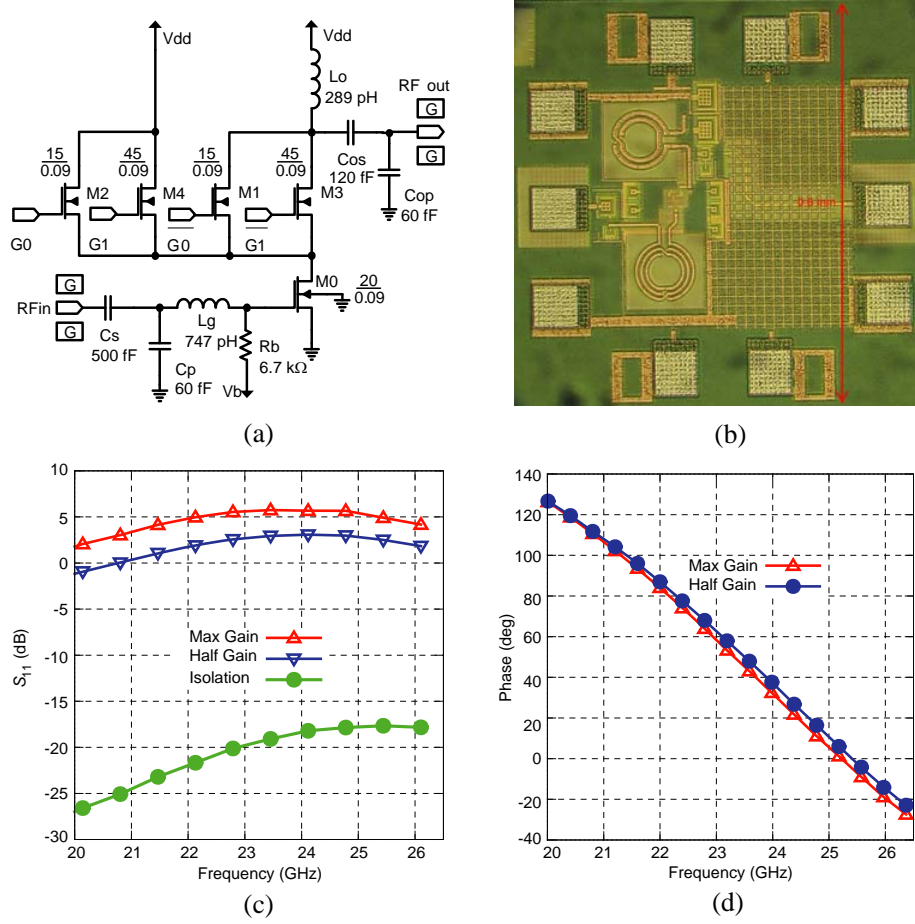 Vdd
Vdd
Lo
289 pH
RF out
G
G
Cos
120 fF
Cop
60 fF
15
0.09
M2
45
0.09
M4
15
0.09
M1
45
0.09
M3
G0
G1
G0
G1
M0
20
0.09
G
RFin
G
Cs
500 fF
Cp
60 fF
Lg
747 pH
Rb
6.7 kΩ
Vb
(a)
0.8 mm
(b)
10
5
0
-5
-10
-15
-20
-25
-30
S11 (dB)
Max Gain
Half Gain
Isolation
20 21 22 23 24 25 26
Frequency (GHz)
(c)
140
120
100
80
60
40
20
0
-20
-40
Phase (deg)
Max Gain
Half Gain
20 21 22 23 24 25 26
Frequency (GHz)
(d)